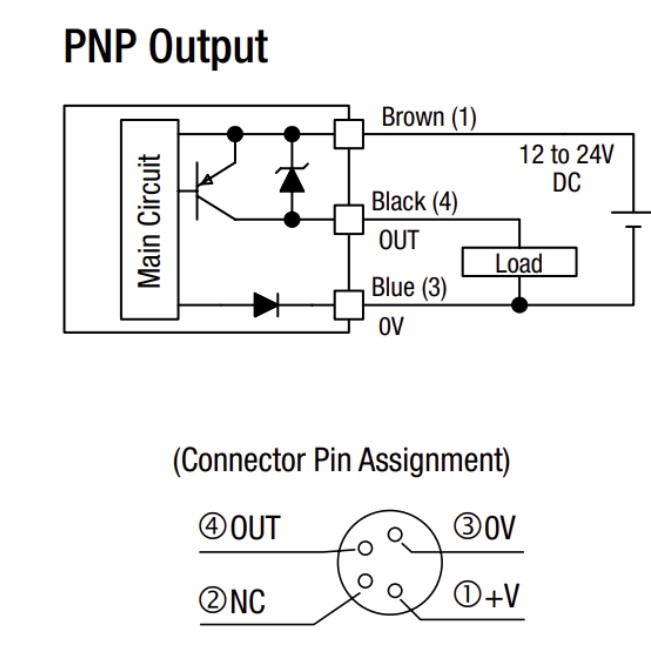 PNP Output
Brown (1)
12 to 24V
DC
Main Circuit
Black (4)
OUT
Load
Blue (3)
0V
(Connector Pin Assignment)
④OUT
③0V
②NC
①+V